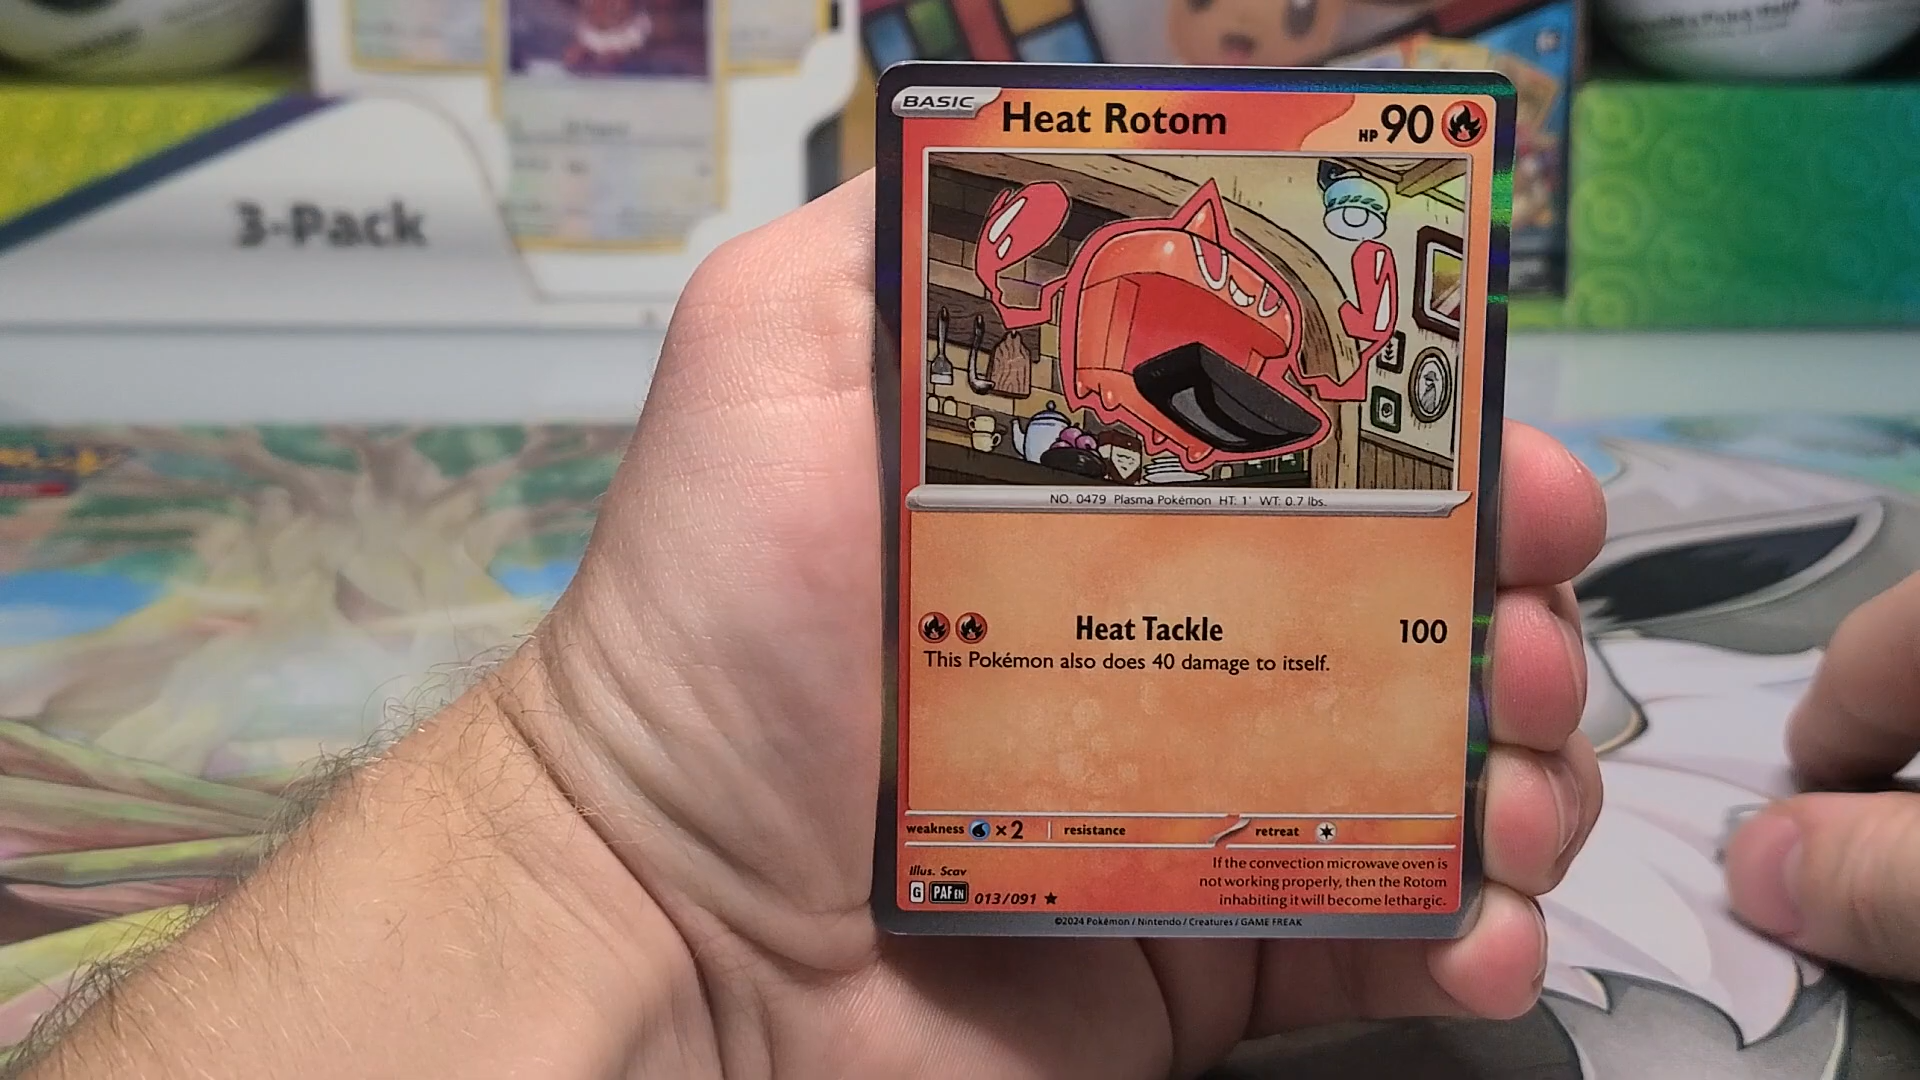 3-Pack
BASIC
Heat Rotom
HP 90
NO. 0479 Plasma Pokémon HT: 1' WT: 0.7 lbs.
Heat Tackle 100
This Pokémon also does 40 damage to itself.
weakness ×2 resistance retreat
Illus. Scav
If the convection microwave oven is
not working properly, then the Rotom
inhabiting it will become lethargic.
G PAF EN 013/091
©2024 Pokémon / Nintendo / Creatures / GAME FREAK